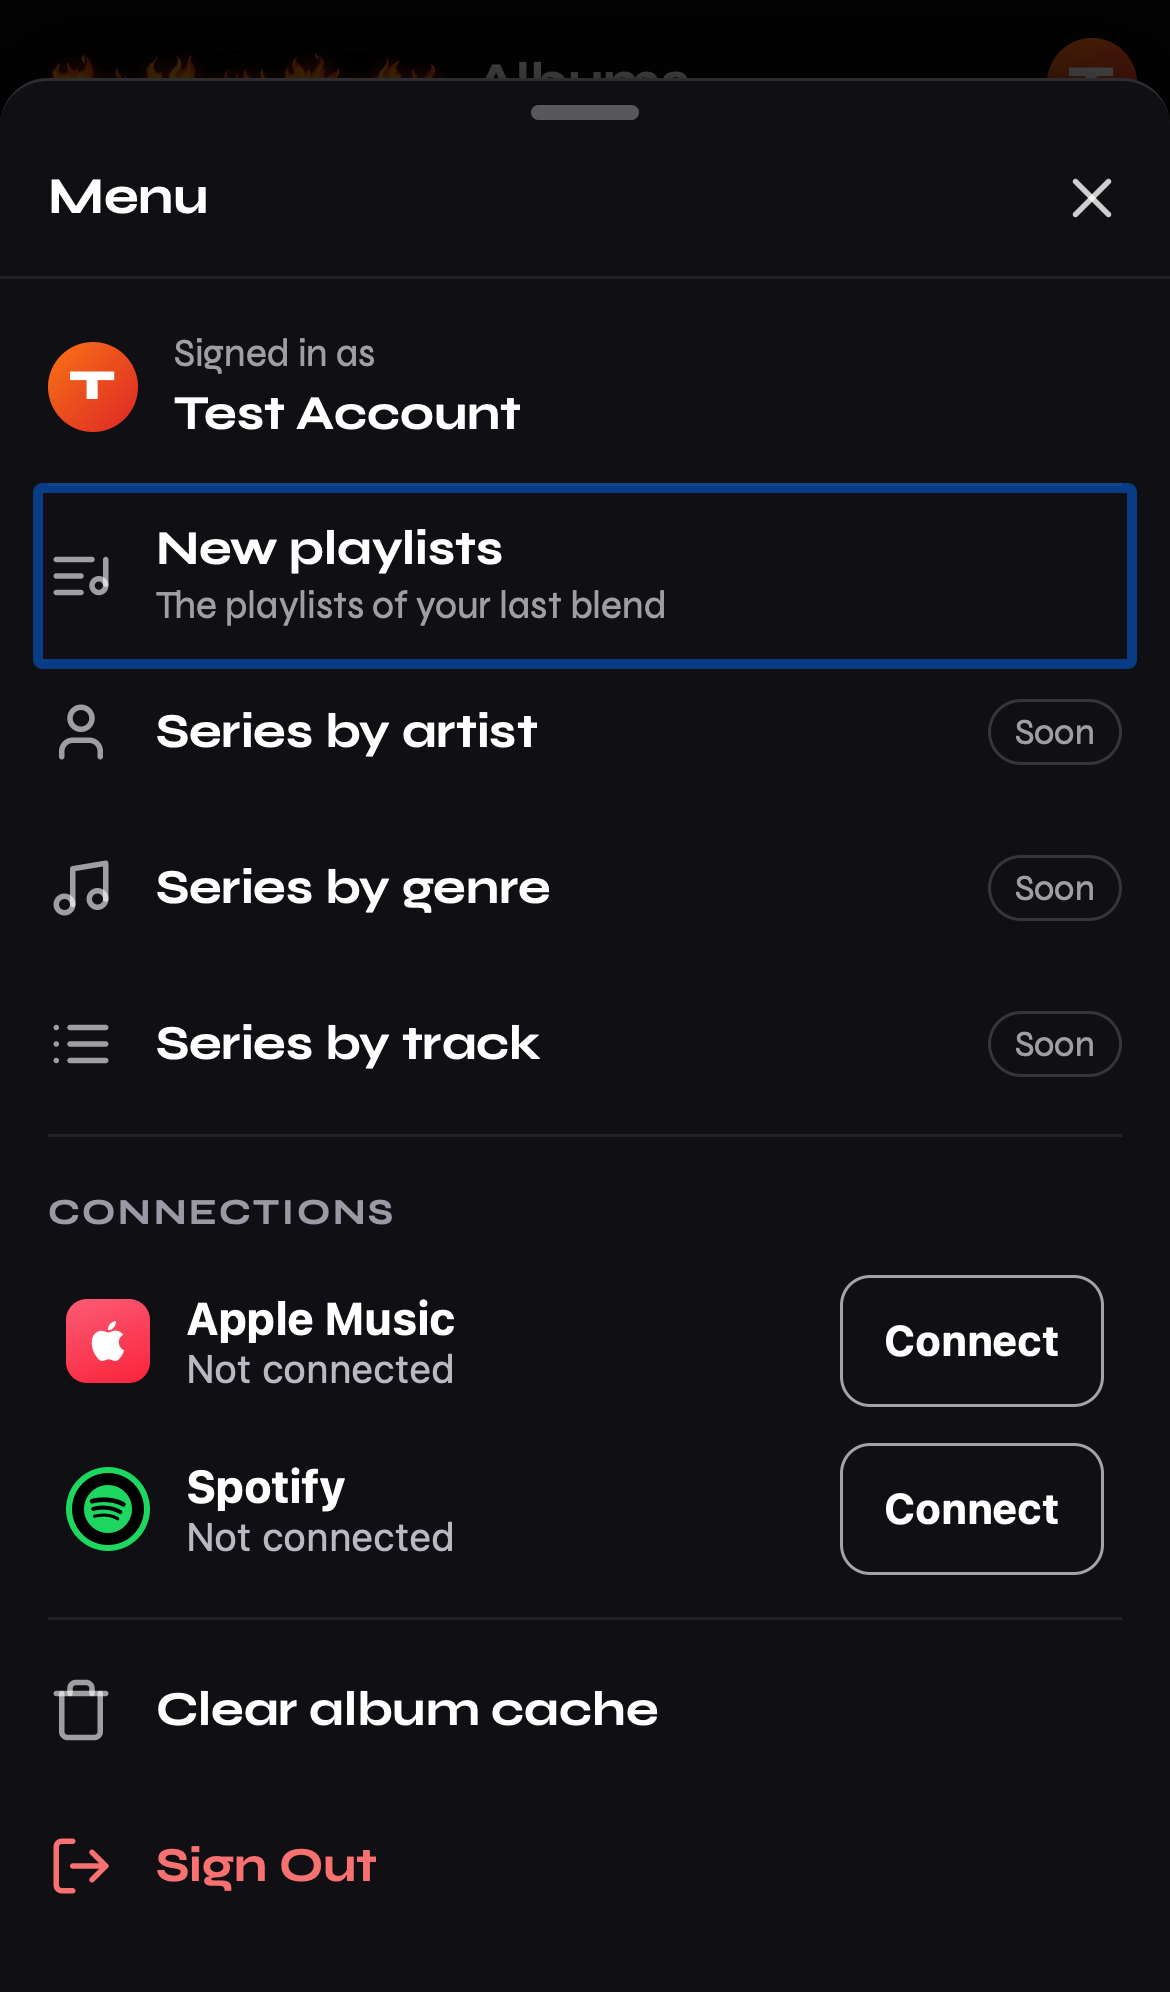 Albums
T
Menu
T
Signed in as
Test Account
New playlists
The playlists of your last blend
Series by artist
Soon
Series by genre
Soon
Series by track
Soon
CONNECTIONS
Apple Music
Not connected
Connect
Spotify
Not connected
Connect
Clear album cache
Sign Out